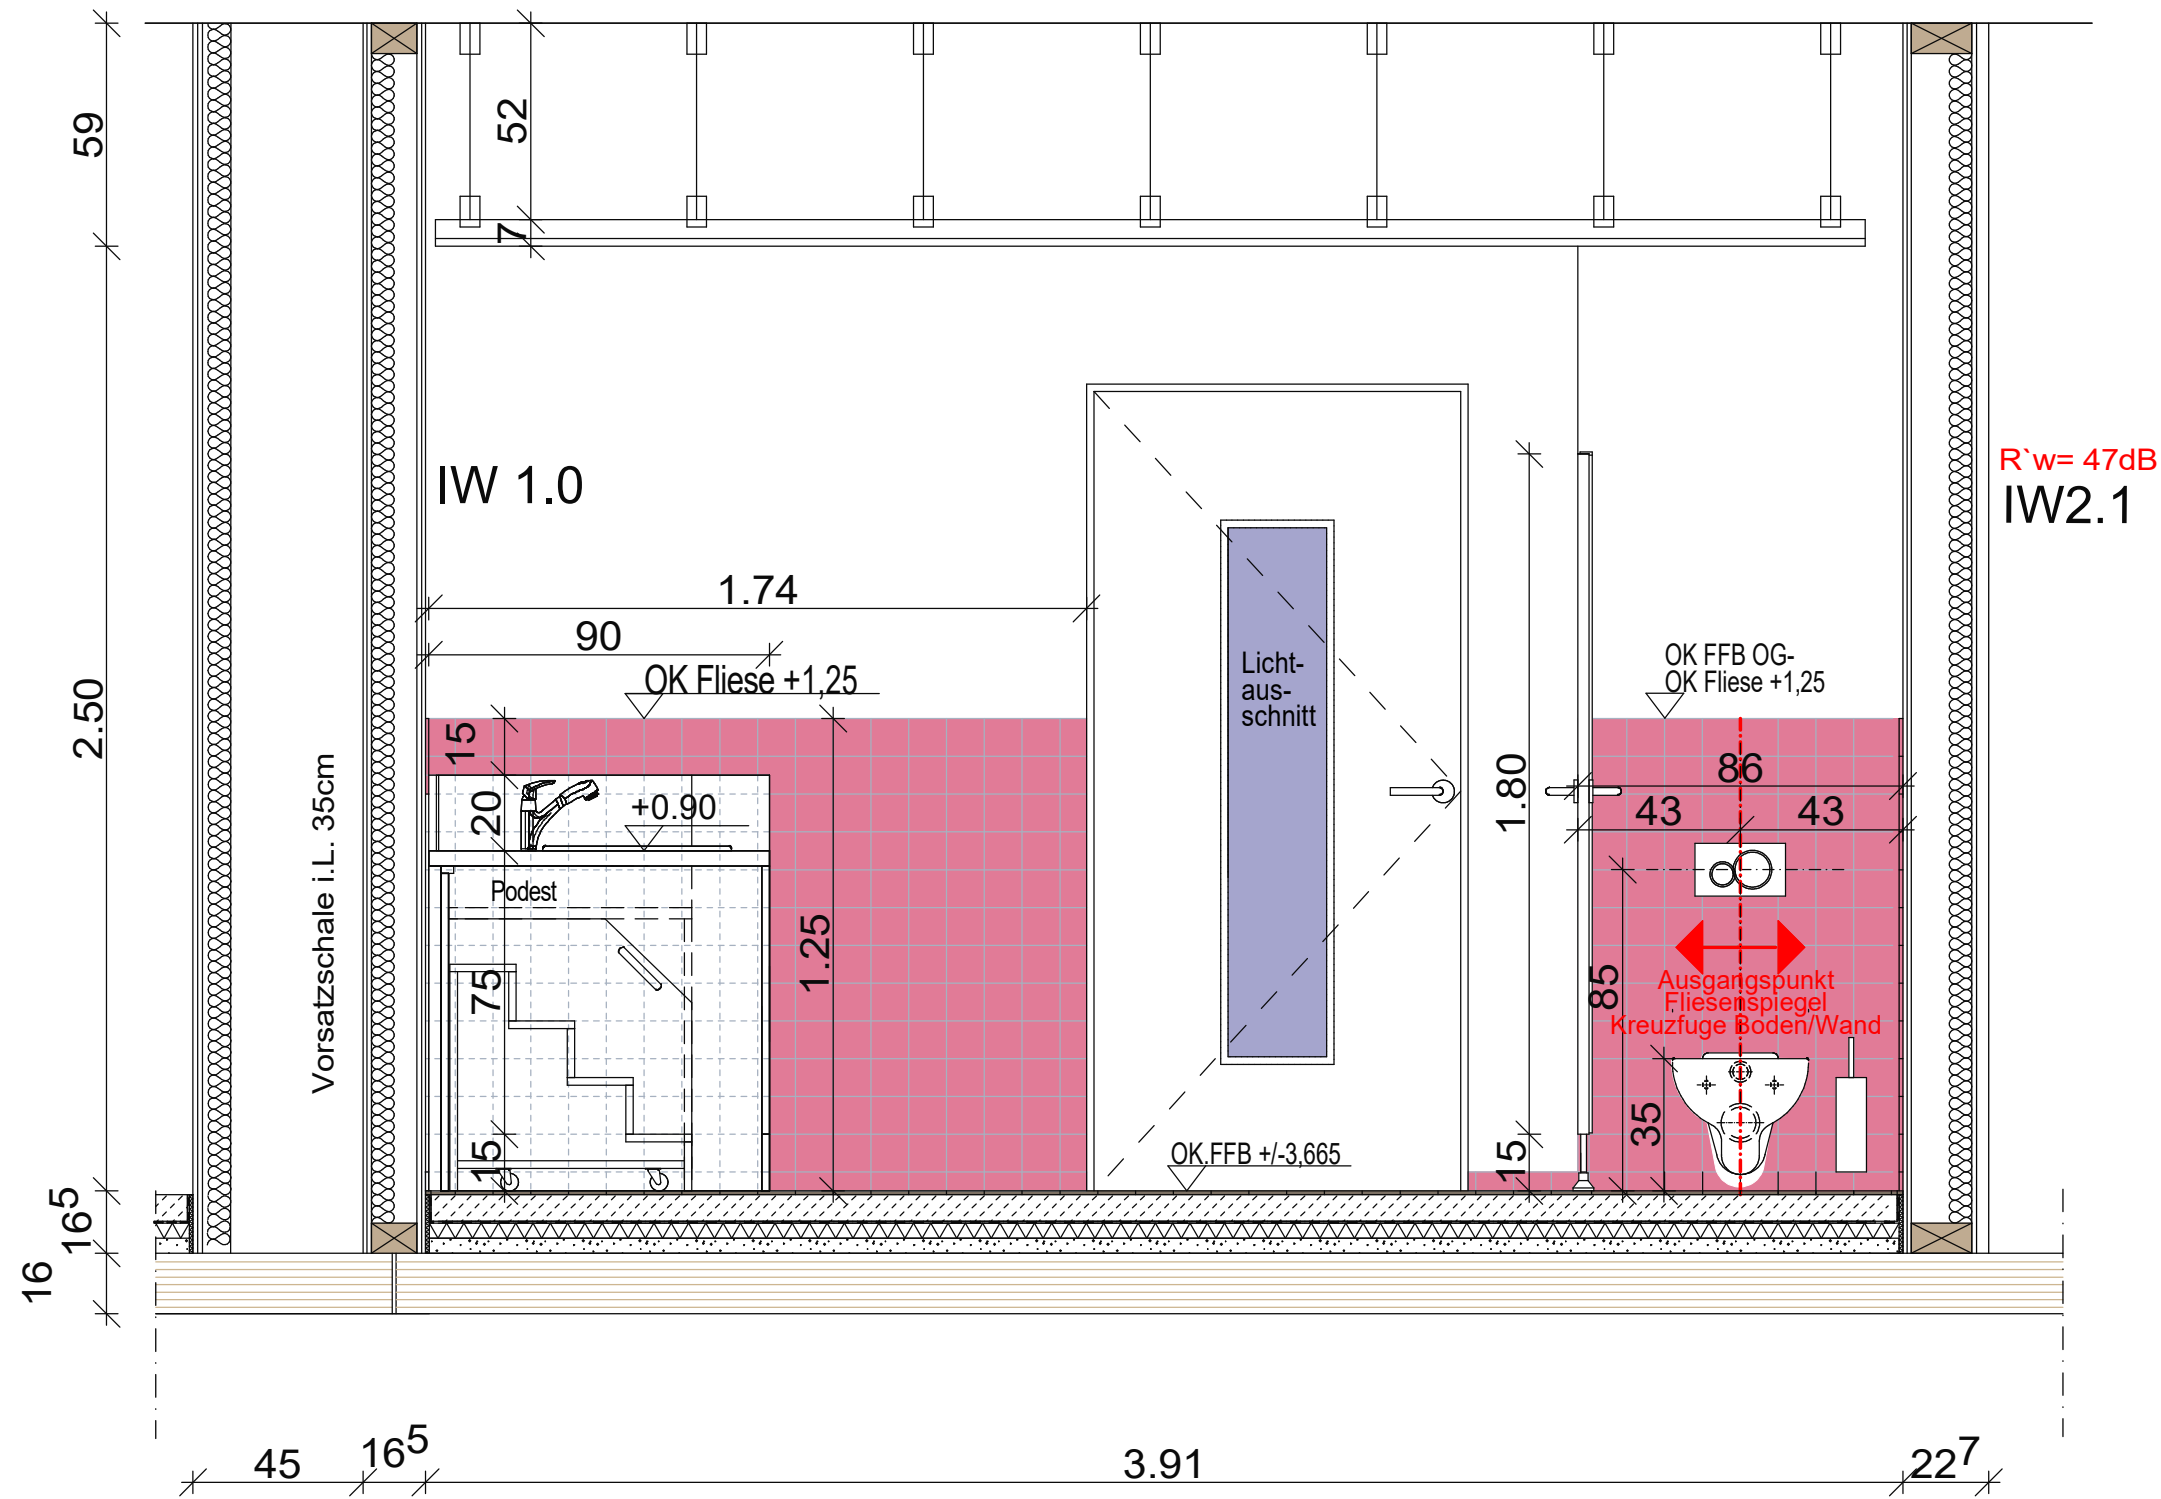 59
52
7
IW 1.0
R`w= 47dB
IW2.1
1.74
90
OK Fliese +1,25
OK FFB OG-
OK Fliese +1,25
Licht-
aus-
schnitt
2.50
15
20
+0.90
Podest
75
15
1.25
1.80
15
86
43
43
85
35
Ausgangspunkt
Fliesenspiegel
Kreuzfuge Boden/Wand
Vorsatzschale i.L. 35cm
OK.FFB +/-3,665
16⁵
16
45
16⁵
3.91
22⁷